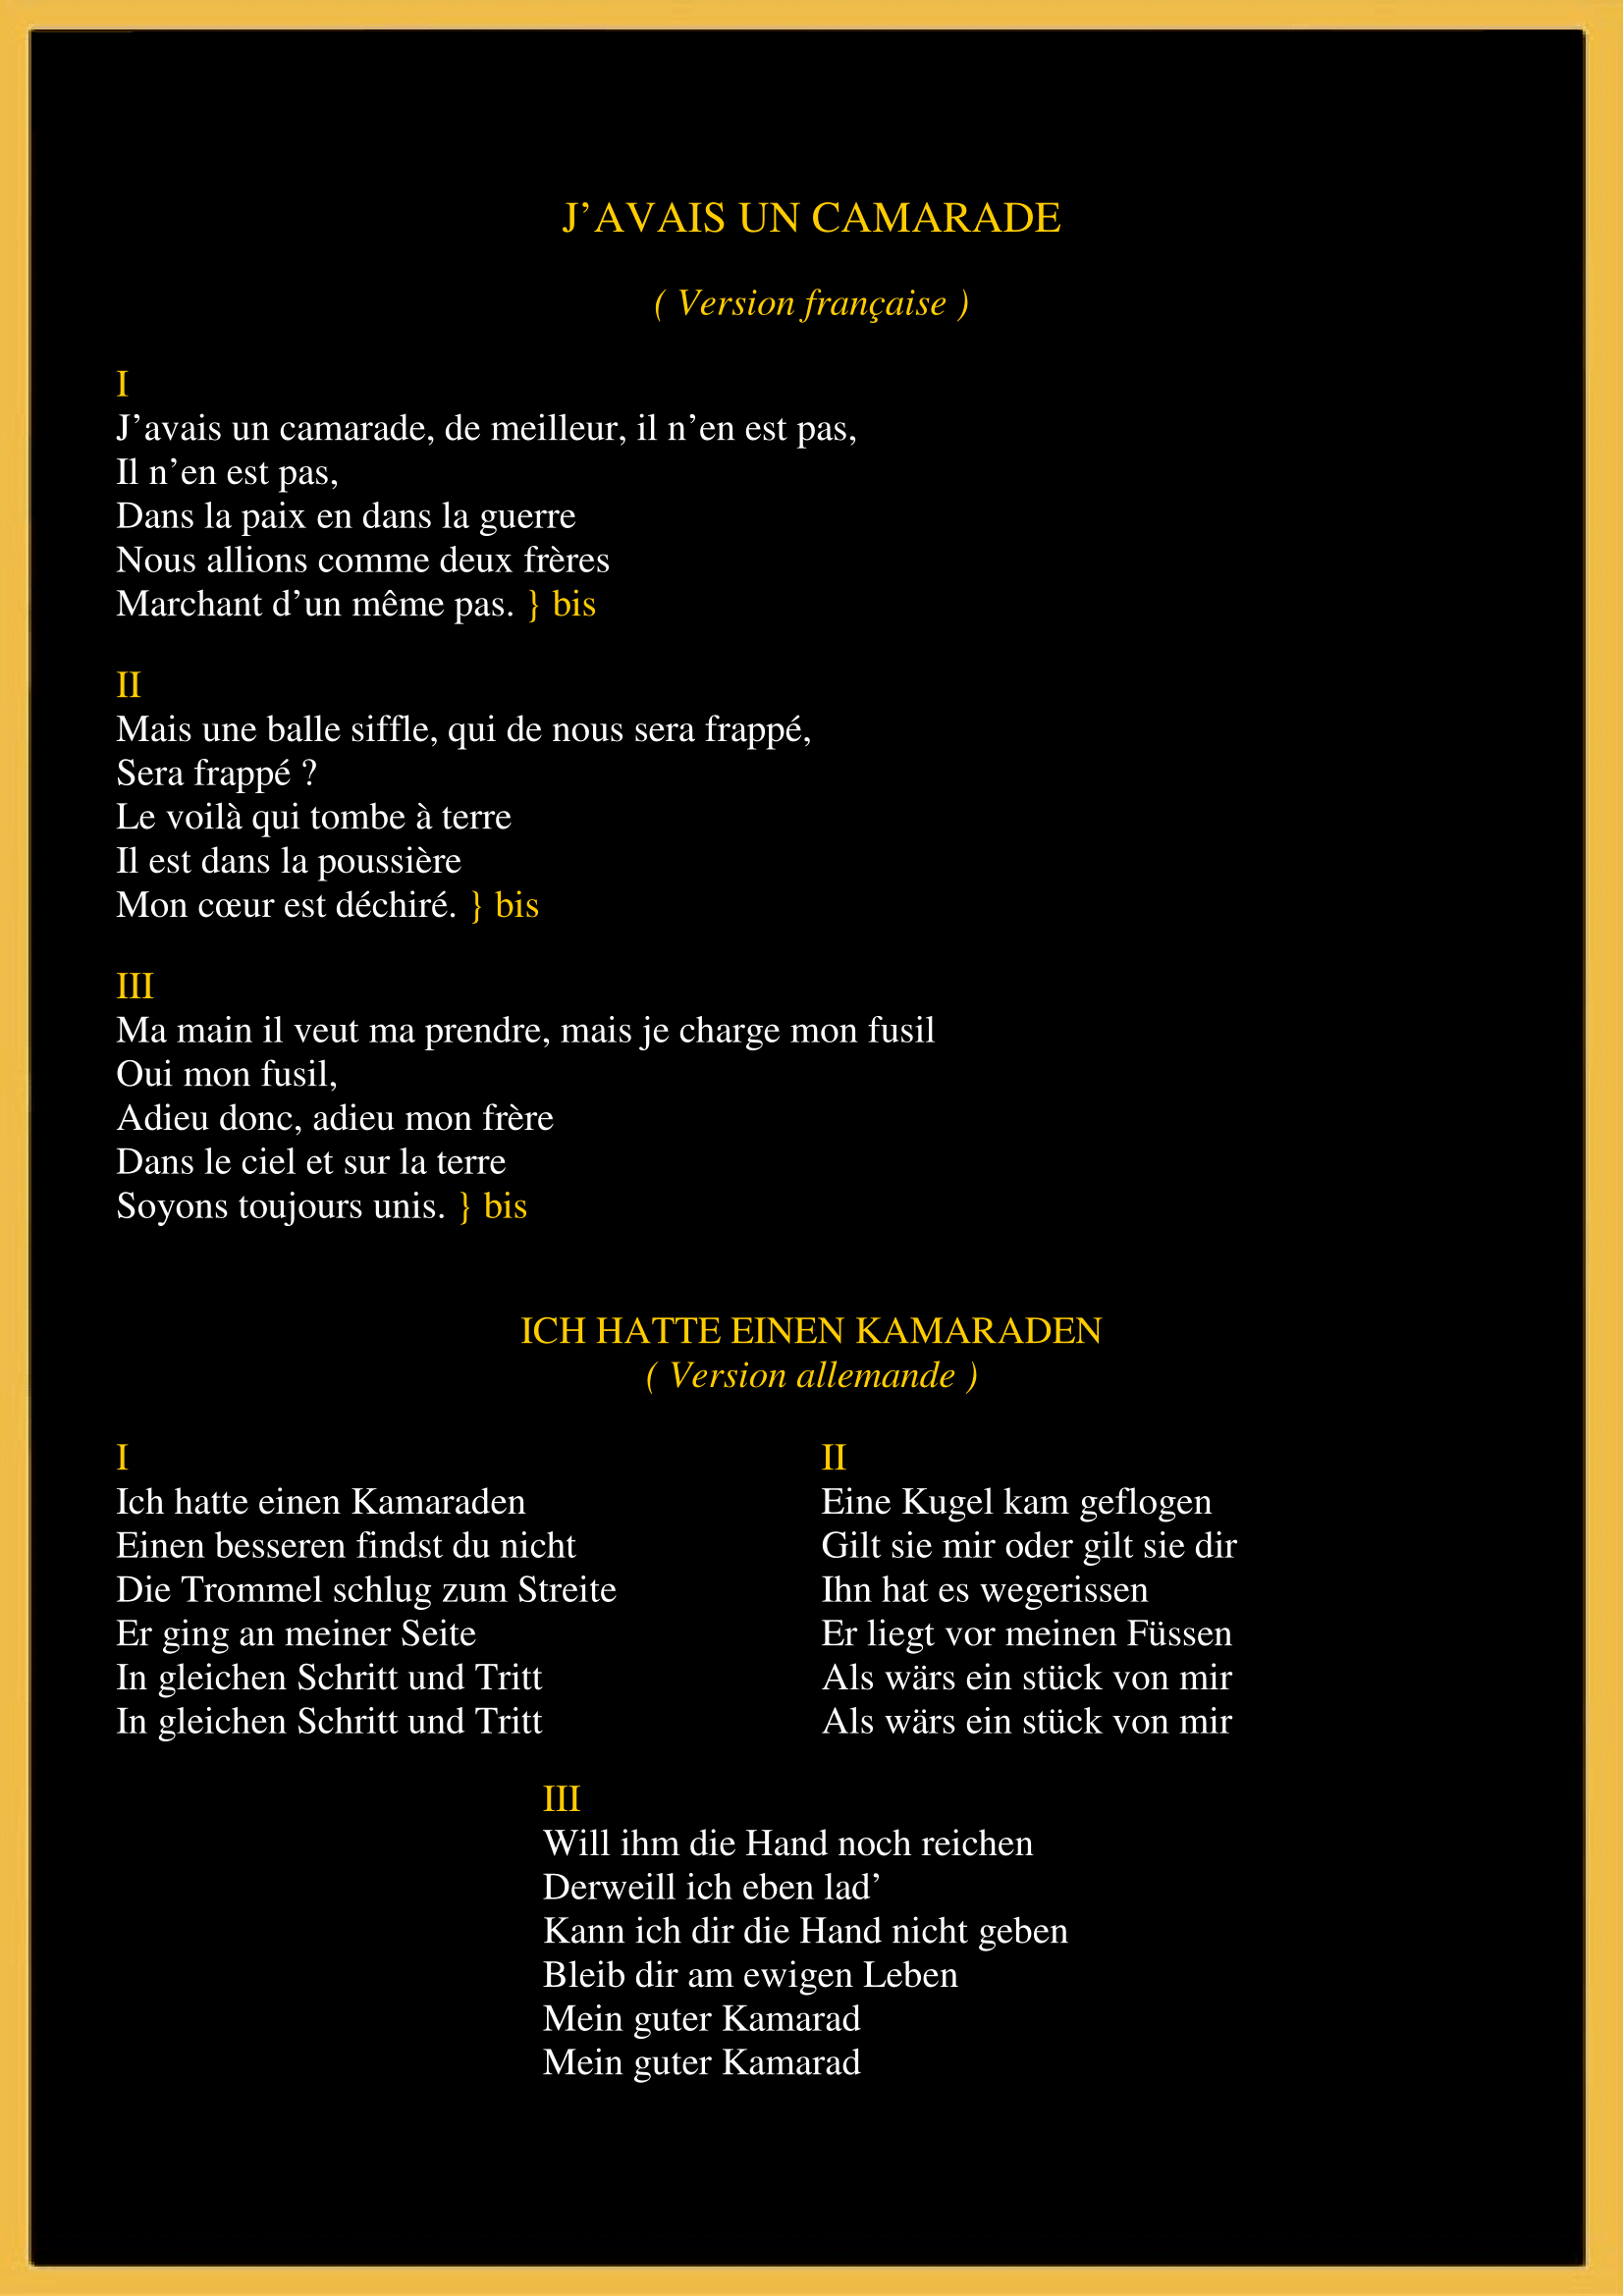 J’AVAIS UN CAMARADE
( Version française )
I
J’avais un camarade, de meilleur, il n’en est pas,
Il n’en est pas,
Dans la paix en dans la guerre
Nous allions comme deux frères
Marchant d’un même pas. } bis
II
Mais une balle siffle, qui de nous sera frappé,
Sera frappé ?
Le voilà qui tombe à terre
Il est dans la poussière
Mon cœur est déchiré. } bis
III
Ma main il veut ma prendre, mais je charge mon fusil
Oui mon fusil,
Adieu donc, adieu mon frère
Dans le ciel et sur la terre
Soyons toujours unis. } bis
ICH HATTE EINEN KAMARADEN
( Version allemande )
I
Ich hatte einen Kamaraden
Einen besseren findst du nicht
Die Trommel schlug zum Streite
Er ging an meiner Seite
In gleichen Schritt und Tritt
In gleichen Schritt und Tritt
II
Eine Kugel kam geflogen
Gilt sie mir oder gilt sie dir
Ihn hat es wegerissen
Er liegt vor meinen Füssen
Als wärs ein stück von mir
Als wärs ein stück von mir
III
Will ihm die Hand noch reichen
Derweill ich eben lad’
Kann ich dir die Hand nicht geben
Bleib dir am ewigen Leben
Mein guter Kamarad
Mein guter Kamarad